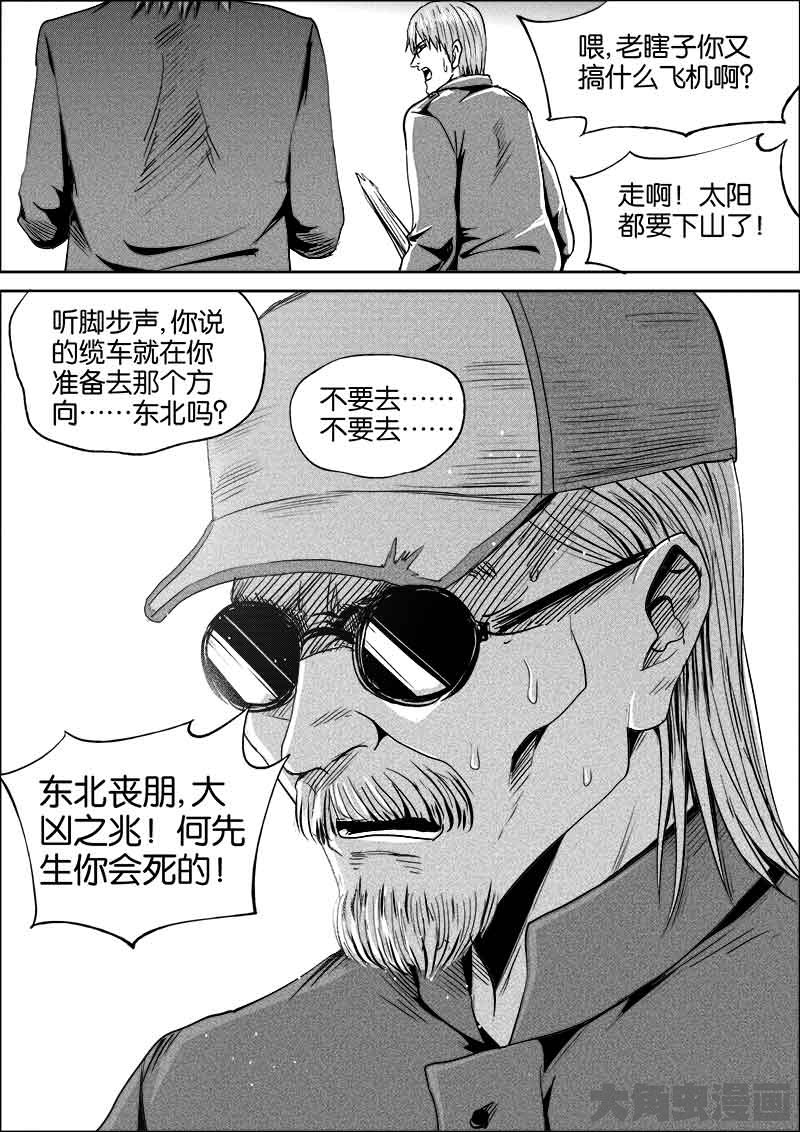 喂,老瞎子你又
搞什么飞机啊?
走啊!太阳
都要下山了!
听脚步声,你说
的缆车就在你
准备去那个方
向……东北吗?
不要去……
不要去……
东北丧朋,大
凶之兆!何先
生你会死的!
大角虫漫画